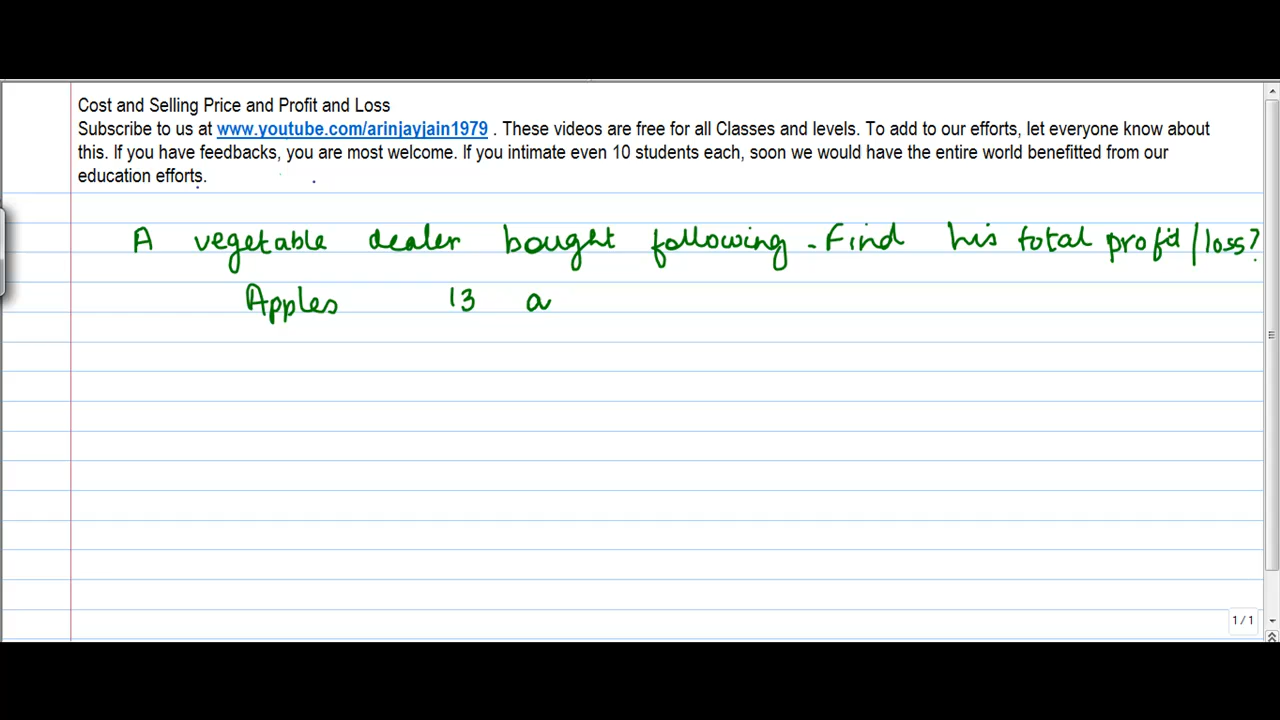 Cost and Selling Price and Profit and Loss
Subscribe to us at www.youtube.com/arinjayjain1979 . These videos are free for all Classes and levels. To add to our efforts, let everyone know about
this. If you have feedbacks, you are most welcome. If you intimate even 10 students each, soon we would have the entire world benefitted from our
education efforts.
A vegetable dealer bought following - Find his total profit/loss?
Apples 13 a
1 / 1